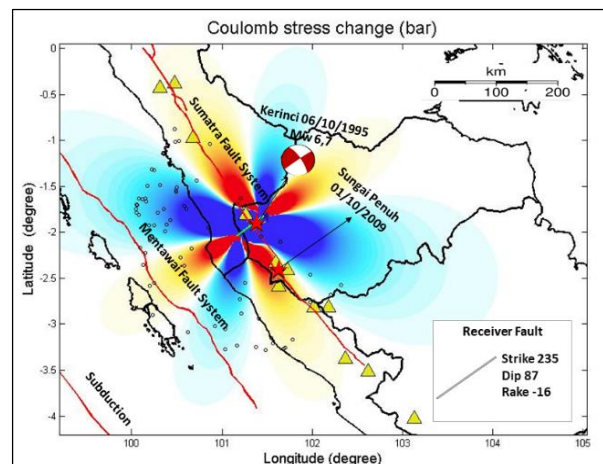 Coulomb stress change (bar)
0
-0.5
-1
-1.5
-2
-2.5
-3
-3.5
-4
Latitude (degree)
km
0 100 200
Kerinci 06/10/1995
Mw 6,7
Sumatra Fault System
Sungai Penuh
01/10/2009
Mentawai Fault System
Subduction
Receiver Fault
Strike 235
Dip 87
Rake -16
100 101 102 103 104 105
Longitude (degree)